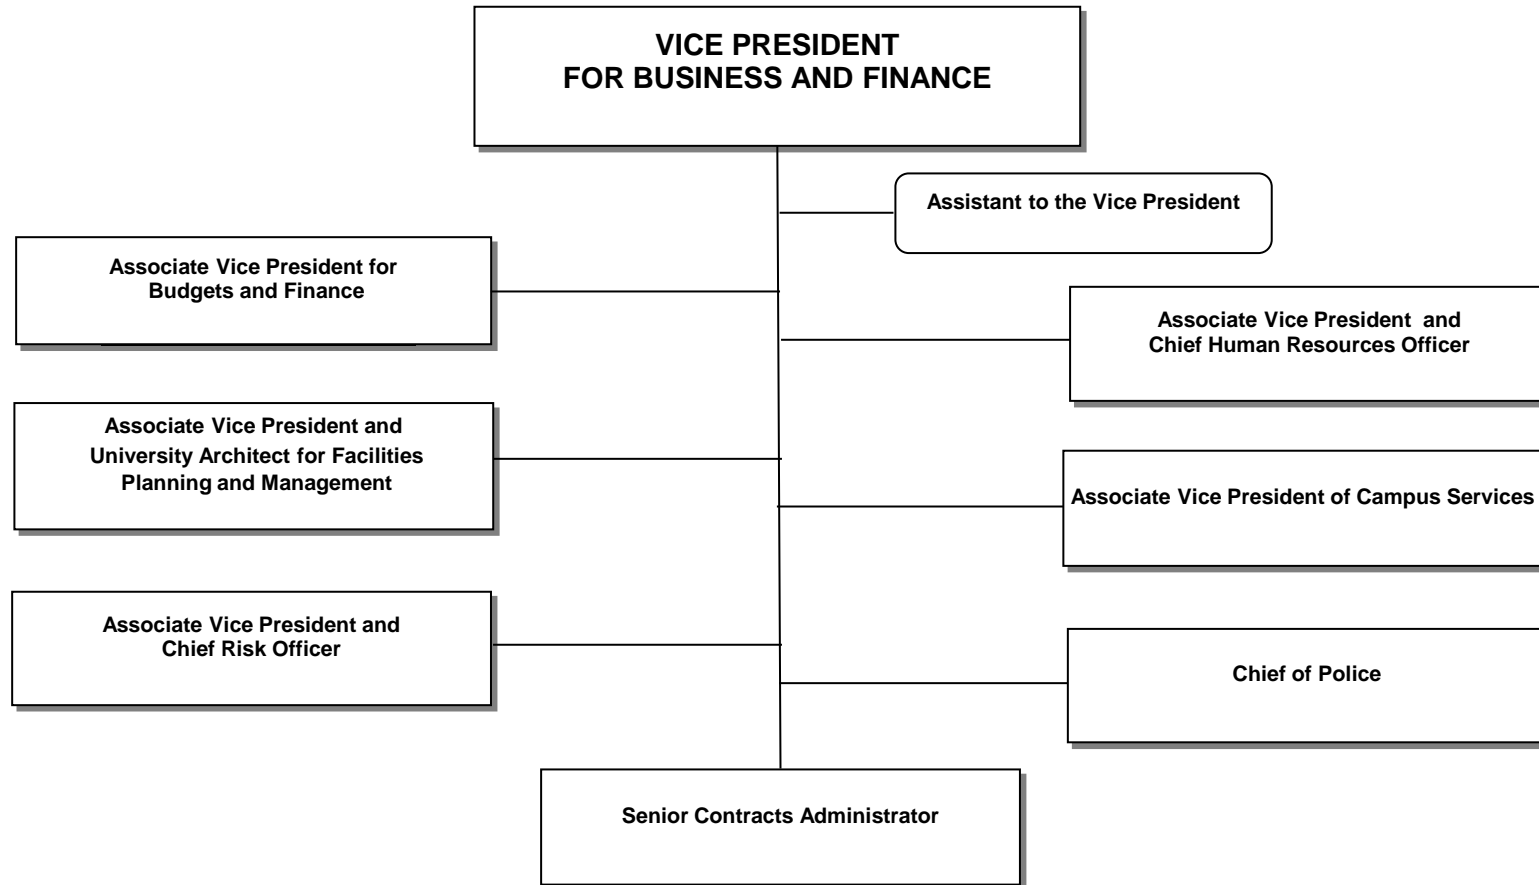 VICE PRESIDENT
FOR BUSINESS AND FINANCE
Assistant to the Vice President
Associate Vice President for
Budgets and Finance
Associate Vice President and
Chief Human Resources Officer
Associate Vice President and
University Architect for Facilities
Planning and Management
Associate Vice President of Campus Services
Associate Vice President and
Chief Risk Officer
Chief of Police
Senior Contracts Administrator